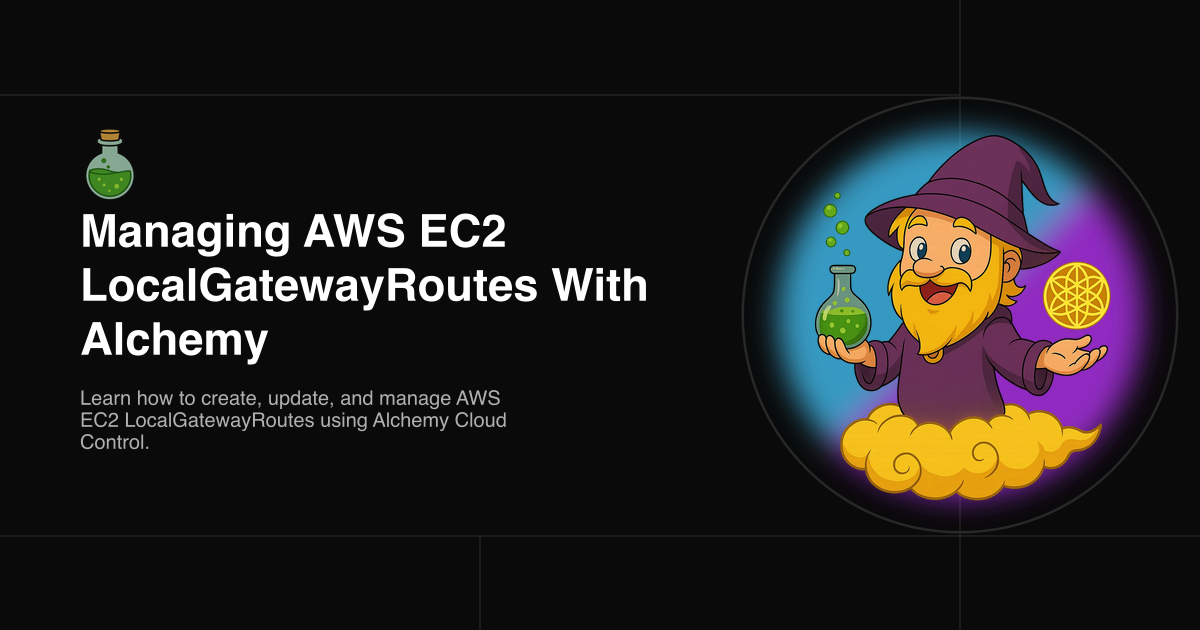 Managing AWS EC2
LocalGatewayRoutes With
Alchemy
Learn how to create, update, and manage AWS
EC2 LocalGatewayRoutes using Alchemy Cloud
Control.